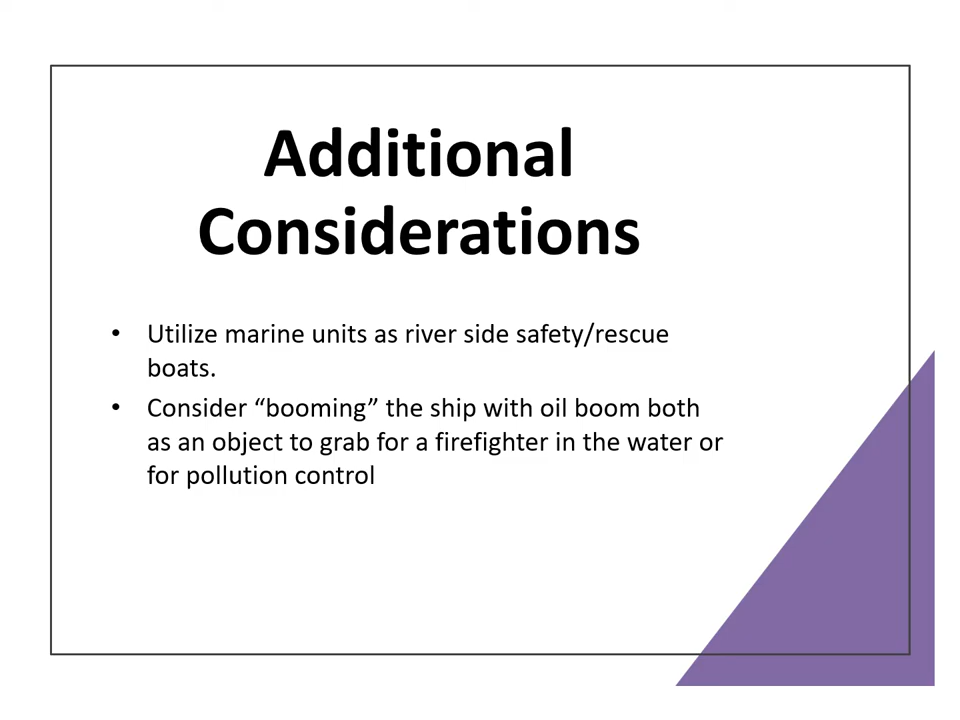 Additional
Considerations
• Utilize marine units as river side safety/rescue
boats.
• Consider “booming” the ship with oil boom both
as an object to grab for a firefighter in the water or
for pollution control